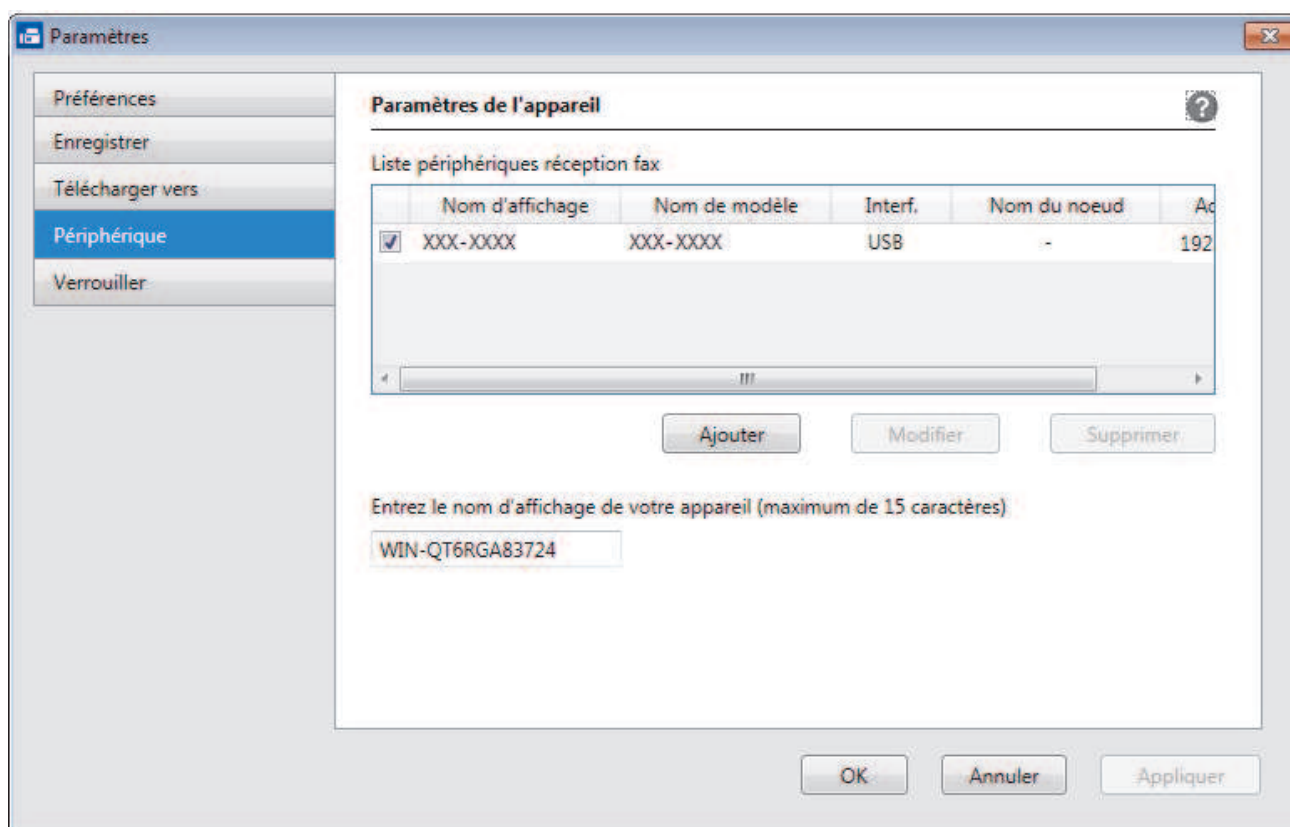 Paramètres
Préférences
Enregistrer
Télécharger vers
Périphérique
Verrouiller
Paramètres de l'appareil ?
Liste périphériques réception fax
Nom d'affichage Nom de modèle Interf. Nom du noeud Ad
XXX-XXXX XXX-XXXX USB - 192
Ajouter Modifier Supprimer
Entrez le nom d'affichage de votre appareil (maximum de 15 caractères)
WIN-QT6RGA83724
OK Annuler Appliquer